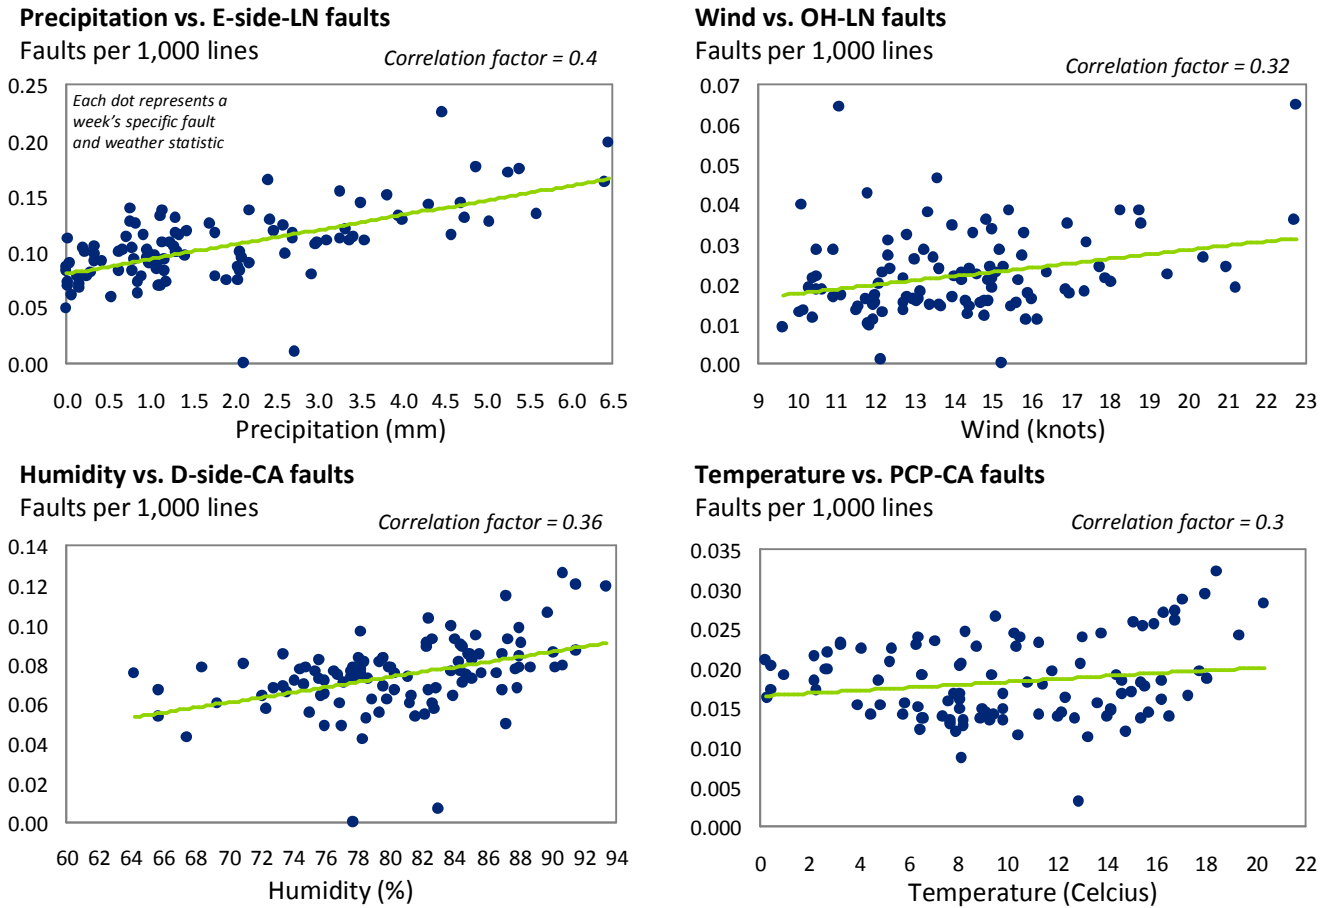 Precipitation vs. E-side-LN faults
Faults per 1,000 lines
Correlation factor = 0.4
0.25
0.20
0.15
0.10
0.05
0.00
Each dot represents a
week's specific fault
and weather statistic
0.0 0.5 1.0 1.5 2.0 2.5 3.0 3.5 4.0 4.5 5.0 5.5 6.0 6.5
Precipitation (mm)
Wind vs. OH-LN faults
Faults per 1,000 lines
Correlation factor = 0.32
0.07
0.06
0.05
0.04
0.03
0.02
0.01
0.00
9 10 11 12 13 14 15 16 17 18 19 20 21 22 23
Wind (knots)
Humidity vs. D-side-CA faults
Faults per 1,000 lines
Correlation factor = 0.36
0.14
0.12
0.10
0.08
0.06
0.04
0.02
0.00
60 62 64 66 68 70 72 74 76 78 80 82 84 86 88 90 92 94
Humidity (%)
Temperature vs. PCP-CA faults
Faults per 1,000 lines
Correlation factor = 0.3
0.035
0.030
0.025
0.020
0.015
0.010
0.005
0.000
0 2 4 6 8 10 12 14 16 18 20 22
Temperature (Celcius)